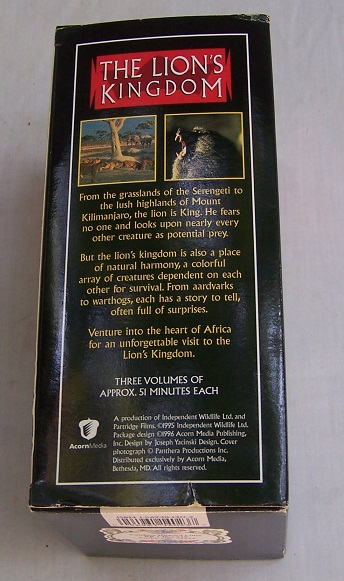 THE LION'S
KINGDOM
From the grasslands of the Serengeti to
the lush highlands of Mount
Kilimanjaro, the lion is King. He fears
no one and looks upon nearly every
other creature as potential prey.
But the lion's kingdom is also a place
of natural harmony, a colorful
array of creatures dependent on each
other for survival. From aardvarks
to warthogs, each has a story to tell,
often full of surprises.
Venture into the heart of Africa
for an unforgettable visit to the
Lion's Kingdom.
THREE VOLUMES OF
APPROX. 51 MINUTES EACH
A production of Independent Wildlife Ltd. and
Partridge Films. ©1995 Independent Wildlife Ltd.
Package design ©1996 Acorn Media Publishing,
Inc. Design by Joseph Yacinski Design. Cover
photograph © Panthera Productions Inc.
Distributed exclusively by Acorn Media,
Bethesda, MD. All rights reserved.
AcornMedia